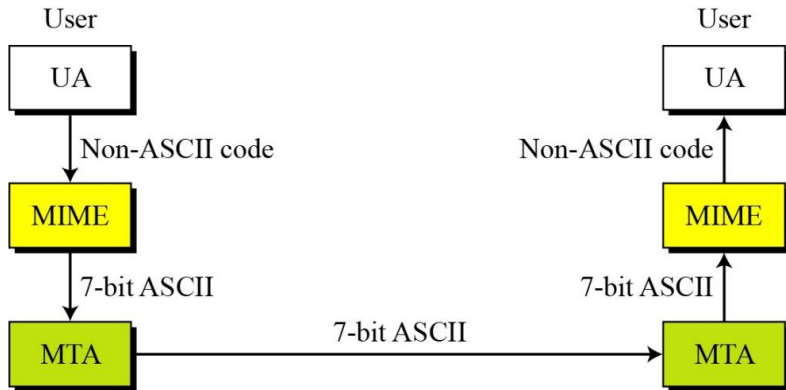 User
User
UA
UA
Non-ASCII code
Non-ASCII code
MIME
MIME
7-bit ASCII
7-bit ASCII
7-bit ASCII
MTA
MTA